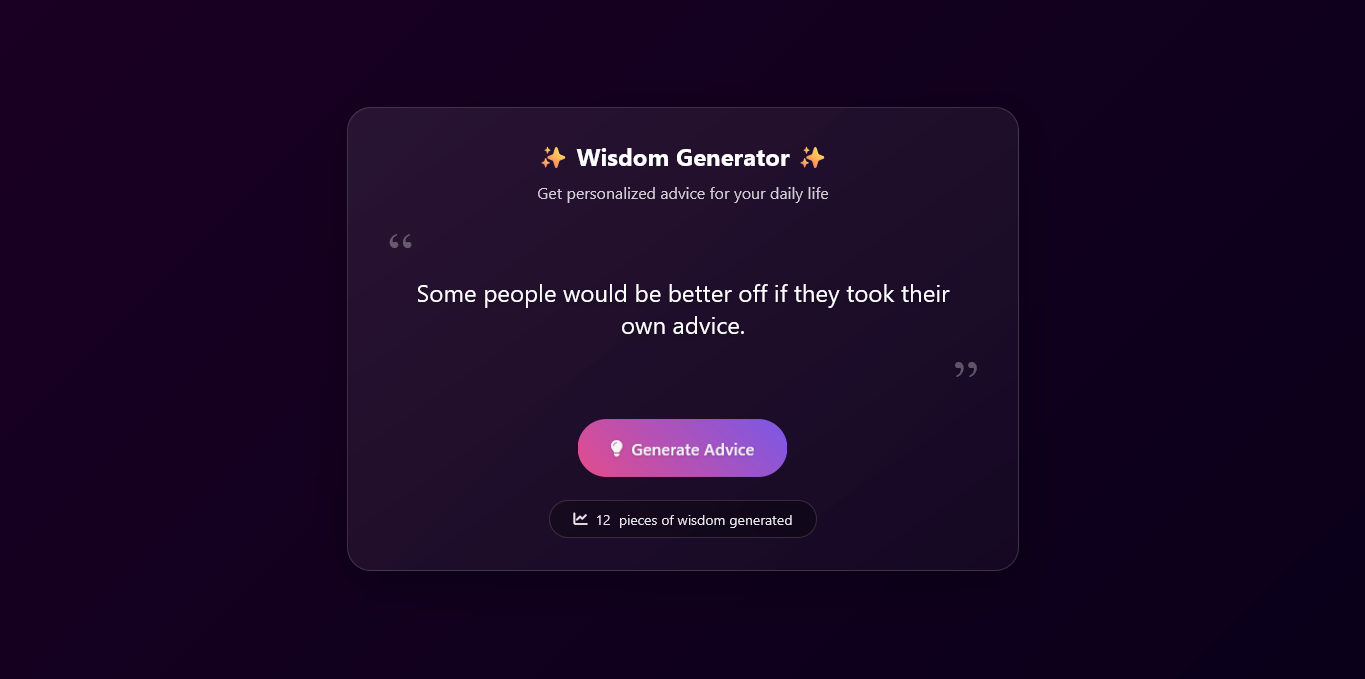 ✨ Wisdom Generator ✨
Get personalized advice for your daily life
“
Some people would be better off if they took their
own advice.
”
Generate Advice
12 pieces of wisdom generated